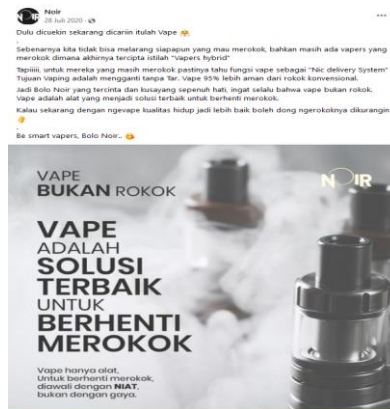 Noir
28 Juli 2020
Dulu dicuekin sekarang dicariin itulah Vape
Sebenarnya kita tidak bisa melarang siapapun yang mau merokok, bahkan masih ada vapers yang
merokok dimana akhirnya tercipta istilah "Vapers hybrid"
Tapiiiii, untuk mereka yang masih merokok pastinya tahu fungsi vape sebagai "Nic delivery System"
Tujuan Vaping adalah mengganti tanpa Tar. Vape 95% lebih aman dari rokok konvensional.
Jadi Bolo Noir yang tercinta dan kusayang sepenuh hati, ingat selalu bahwa vape bukan rokok.
Vape adalah alat yang menjadi solusi terbaik untuk berhenti merokok.
Kalau sekarang dengan ngevape kualitas hidup jadi lebih baik boleh dong ngerokoknya dikurangin
Be smart vapers, Bolo Noir..
VAPE
BUKAN ROKOK
NOIR
VAPE
ADALAH
SOLUSI
TERBAIK
UNTUK
BERHENTI
MEROKOK
Vape hanya alat,
Untuk berhenti merokok,
diawali dengan NIAT,
bukan dengan gaya.